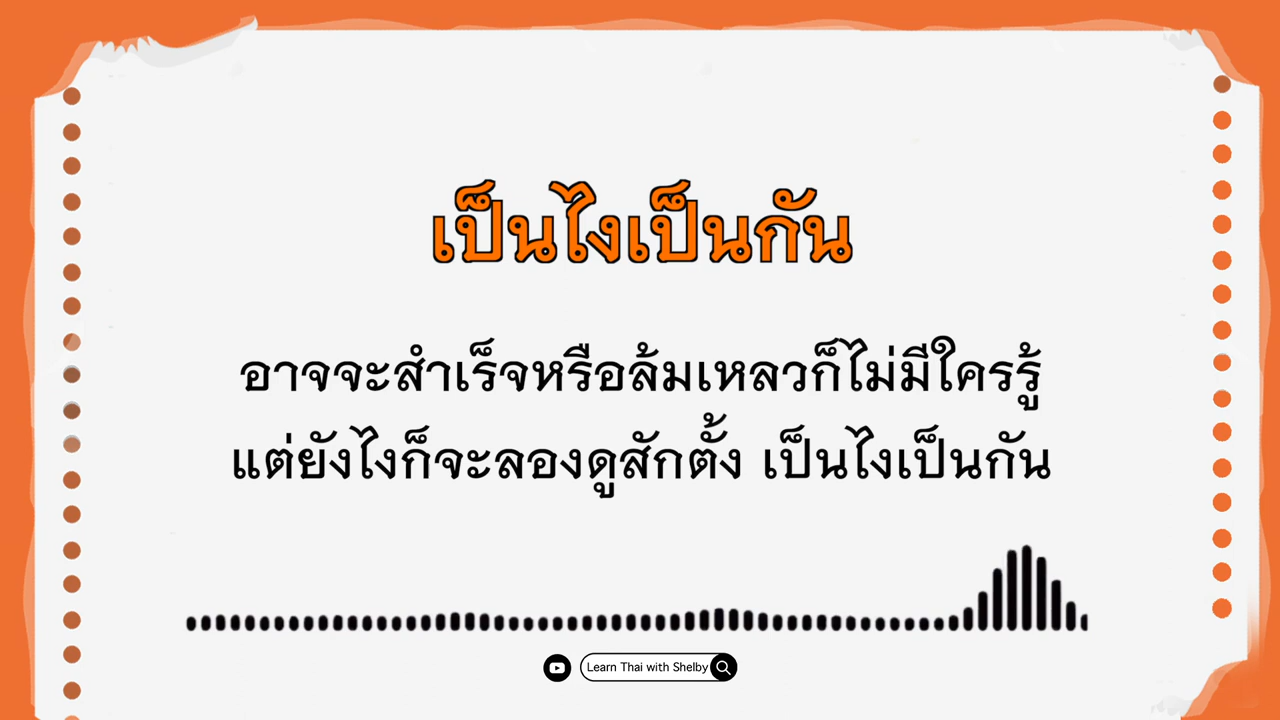 เป็นไงเป็นกัน
อาจจะสำเร็จหรือล้มเหลวก็ไม่มีใครรู้
แต่ยังไงก็จะลองดูสักตั้ง เป็นไงเป็นกัน
Learn Thai with Shelby